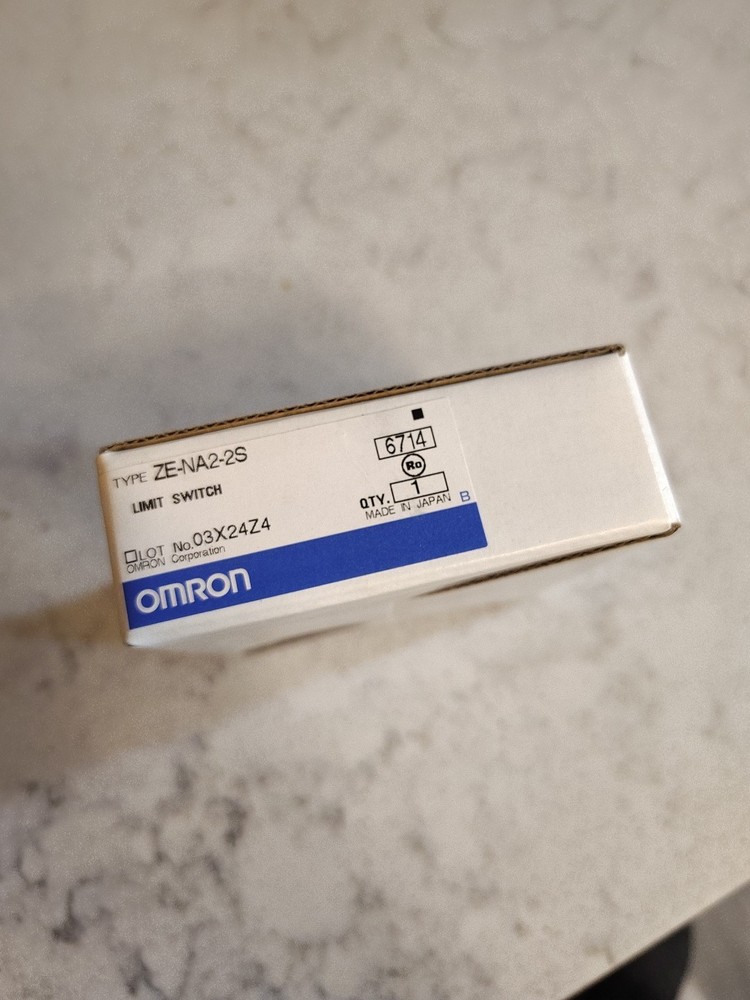 TYPE ZE-NA2-2S
LIMIT SWITCH
6714
Ro
QTY. 1
MADE IN JAPAN B
LOT No.03X24Z4
OMRON Corporation
OMRON